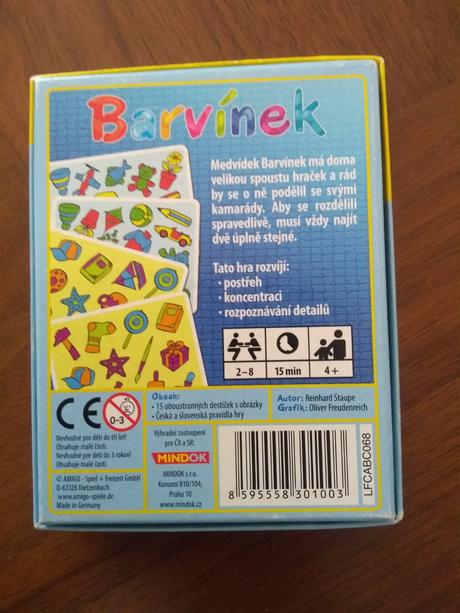 Barvínek
Medvídek Barvínek má doma
velikou spoustu hraček a rád
by se o ně podělil se svými
kamarády. Aby se rozdělili
spravedlivě, musí vždy najít
dvě úplně stejné.
Tato hra rozvíjí:
• postřeh
• koncentraci
• rozpoznávání detailů
2–8
15 min
4+
CE
0-3
Nevhodné pro děti do tří let!
Obsahuje malé části.
Nevhodné pre deti do 3 rokov!
Obsahuje malé časti.
© AMIGO - Spiel + Freizeit GmbH
D-63128 Dietzenbach
www.amigo-spiele.de
Made in Germany
Obsah:
• 15 oboustranných destiček s obrázky
• Česká a slovenská pravidla hry
Autor: Reinhard Staupe
Grafik: Oliver Freudenreich
Výhradní zastoupení
pro ČR a SR:
MINDOK
MINDOK s.r.o.
Korunní 810/104,
Praha 10
www.mindok.cz
8 595558 301003
LFCABC068